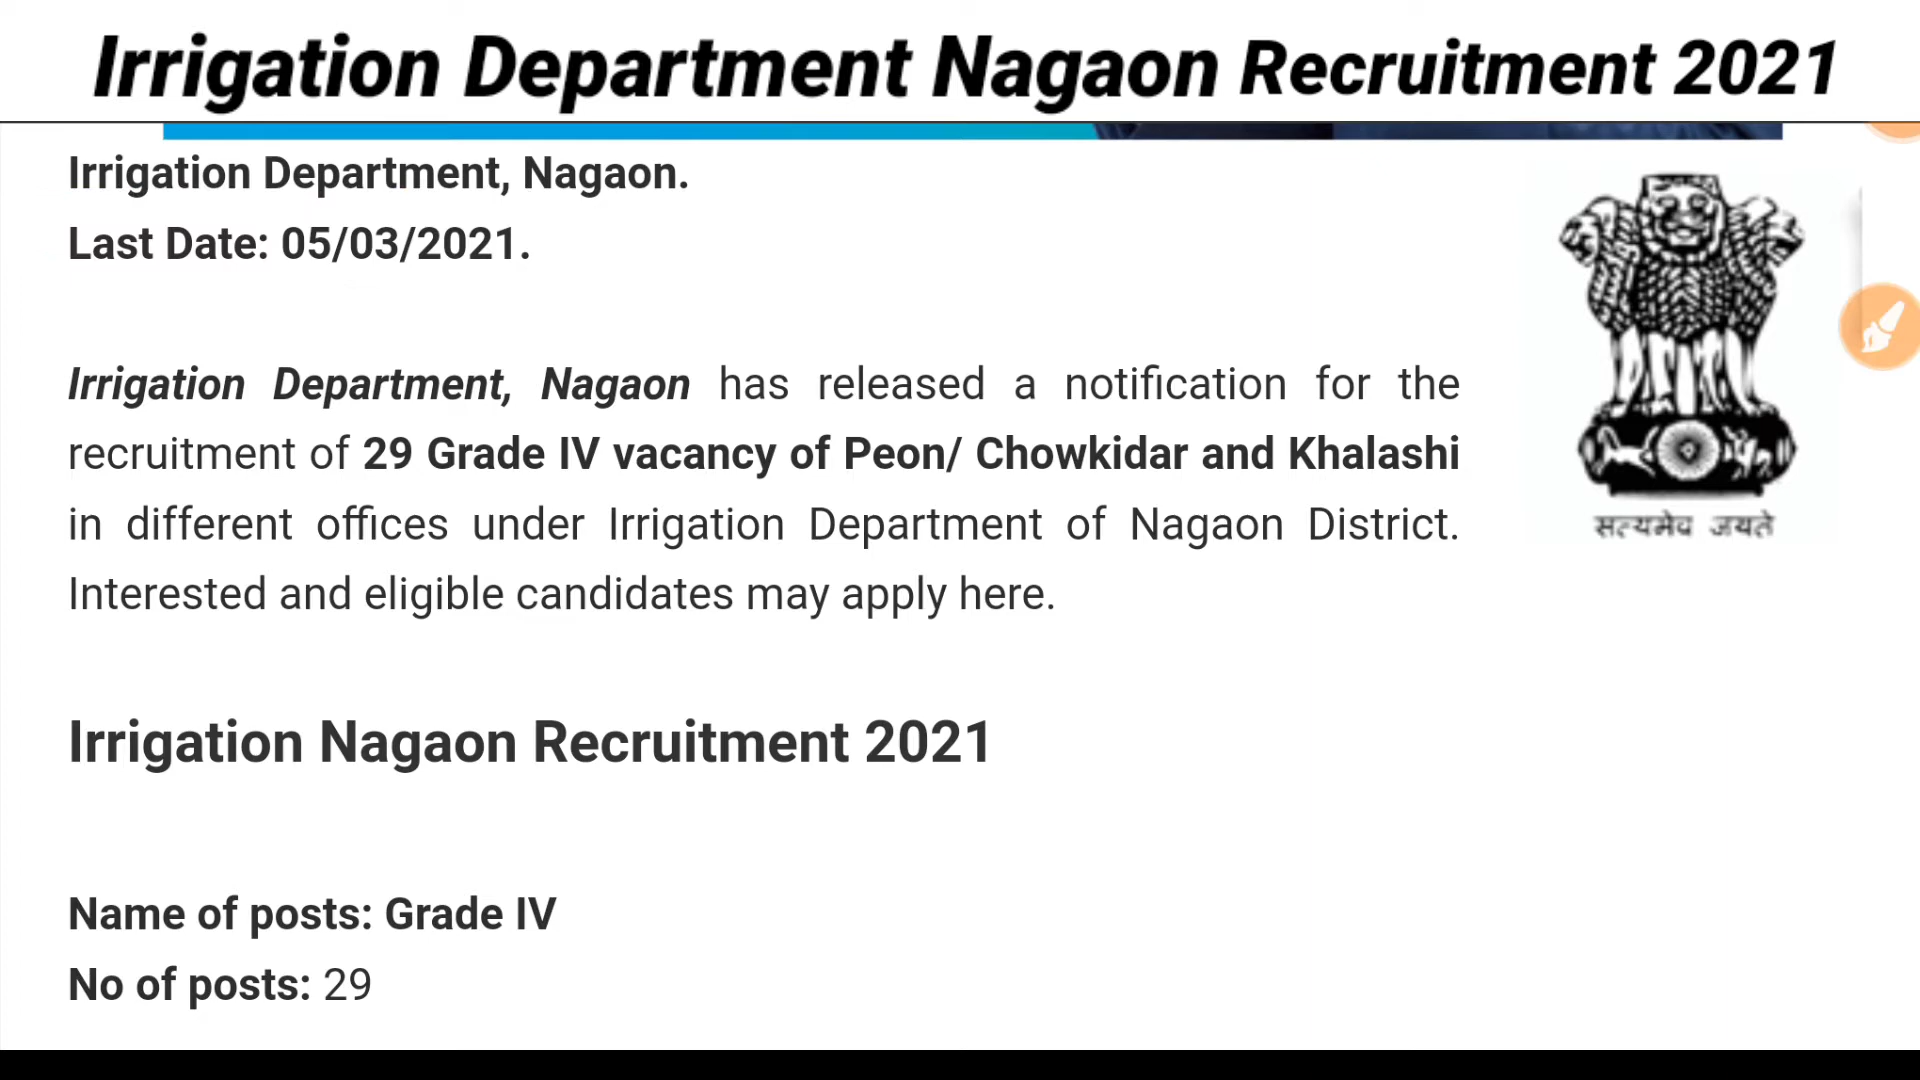 Irrigation Department Nagaon Recruitment 2021
Irrigation Department, Nagaon.
Last Date: 05/03/2021.
Irrigation Department, Nagaon has released a notification for the
recruitment of 29 Grade IV vacancy of Peon/ Chowkidar and Khalashi
in different offices under Irrigation Department of Nagaon District.
Interested and eligible candidates may apply here.
सत्यमेव जयते
Irrigation Nagaon Recruitment 2021
Name of posts: Grade IV
No of posts: 29